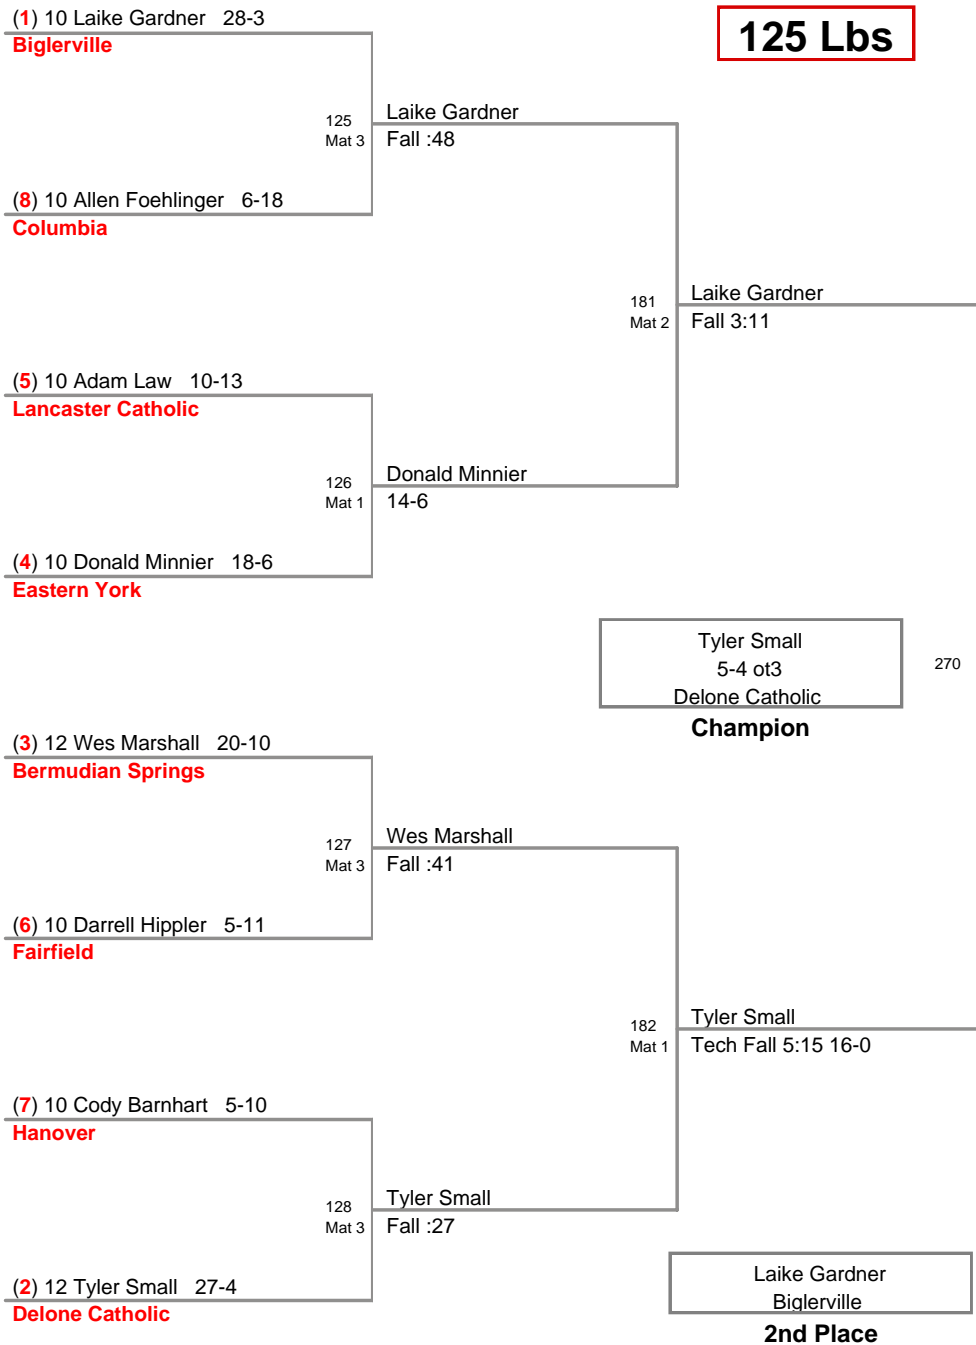 (1) 10 Laike Gardner 28-3
Biglerville
125 Lbs
125
Mat 3
Laike Gardner
Fall :48
(8) 10 Allen Foehlinger 6-18
Columbia
181
Mat 2
Laike Gardner
Fall 3:11
(5) 10 Adam Law 10-13
Lancaster Catholic
126
Mat 1
Donald Minnier
14-6
(4) 10 Donald Minnier 18-6
Eastern York
Tyler Small
5-4 ot3
Delone Catholic
Champion
270
(3) 12 Wes Marshall 20-10
Bermudian Springs
127
Mat 3
Wes Marshall
Fall :41
(6) 10 Darrell Hippler 5-11
Fairfield
182
Mat 1
Tyler Small
Tech Fall 5:15 16-0
(7) 10 Cody Barnhart 5-10
Hanover
128
Mat 3
Tyler Small
Fall :27
(2) 12 Tyler Small 27-4
Delone Catholic
Laike Gardner
Biglerville
2nd Place